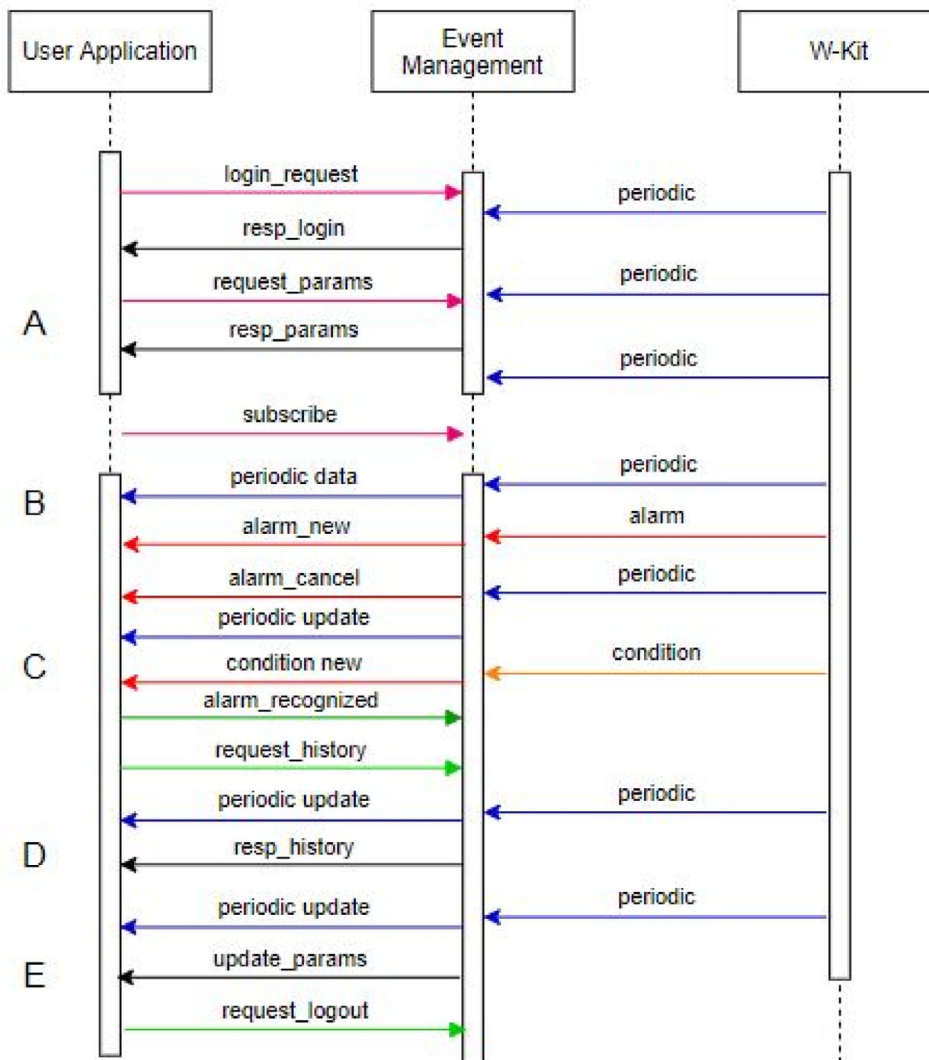 User Application
Event
Management
W-Kit
login_request
periodic
resp_login
request_params
periodic
A
resp_params
periodic
subscribe
periodic
B
periodic data
alarm_new
alarm
alarm_cancel
periodic
periodic update
C
condition new
condition
alarm_recognized
request_history
periodic update
periodic
D
resp_history
periodic update
periodic
E
update_params
request_logout